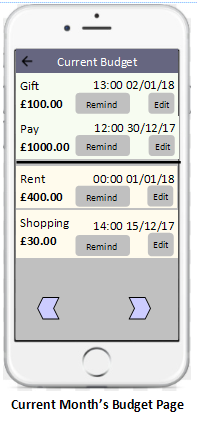 Current Budget
Gift 13:00 02/01/18
£100.00 Remind Edit
Pay 12:00 30/12/17
£1000.00 Remind Edit
Rent 00:00 01/01/18
£400.00 Remind Edit
Shopping 14:00 15/12/17
£30.00 Remind Edit
Current Month's Budget Page